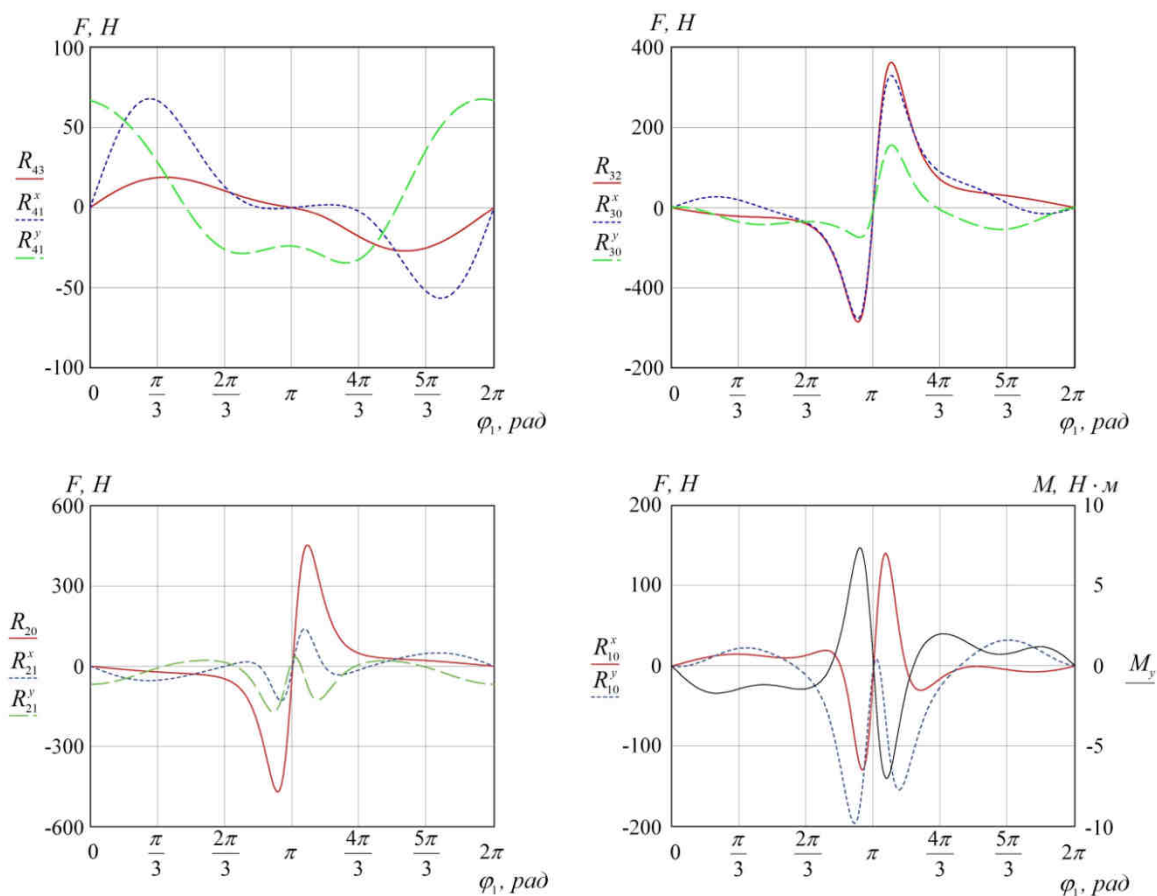 F, H
100
50
0
-50
-100
R₄₃
R₄₁ˣ
R₄₁ʸ
0 π/3 2π/3 π 4π/3 5π/3 2π
φ₁, рад
F, H
400
200
0
-400
-200
R₃₂
R₃₀ˣ
R₃₀ʸ
0 π/3 2π/3 π 4π/3 5π/3 2π
φ₁, рад
F, H
600
300
0
-300
-600
R₂₀
R₂₁ˣ
R₂₁ʸ
0 π/3 2π/3 π 4π/3 5π/3 2π
φ₁, рад
F, H
200
100
0
-100
-200
R₁₀ˣ
R₁₀ʸ
M, H · м
10
5
0
-5
-10
Mᵧ
0 π/3 2π/3 π 4π/3 5π/3 2π
φ₁, рад